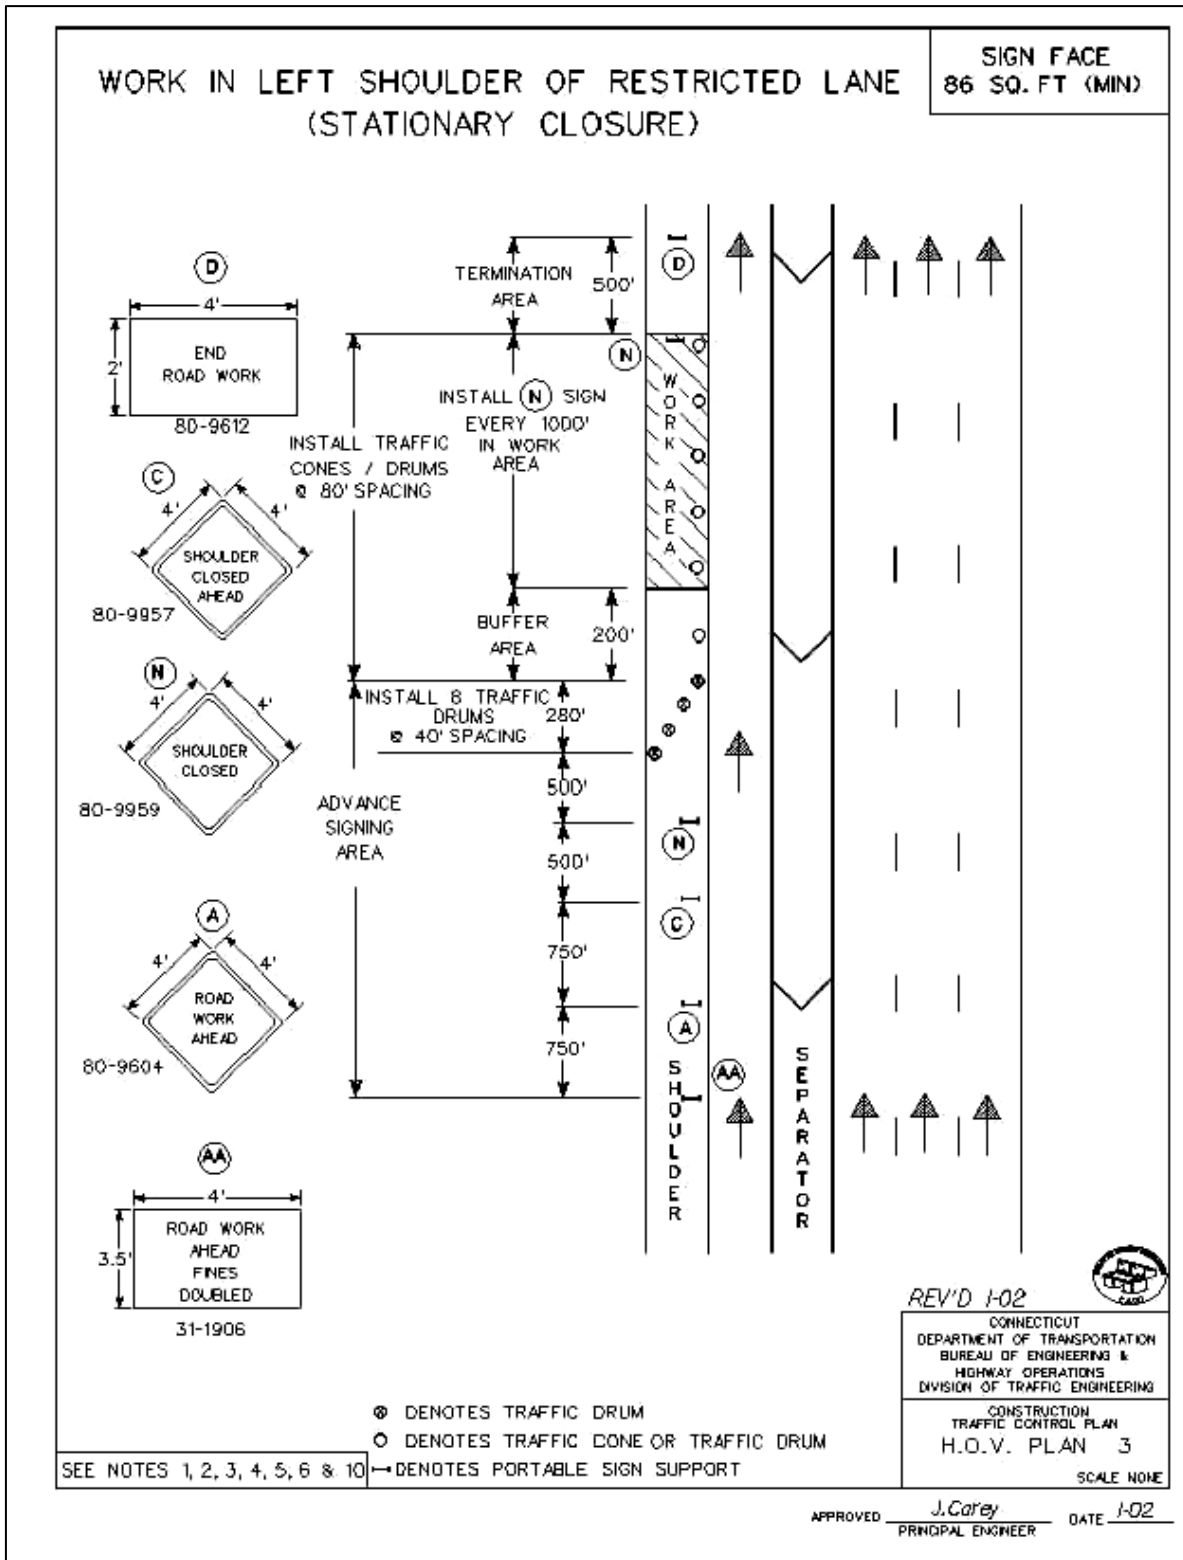 WORK IN LEFT SHOULDER OF RESTRICTED LANE
(STATIONARY CLOSURE)
SIGN FACE
86 SQ. FT (MIN)
D
4'
2'
END
ROAD WORK
80-9612
C
4'
4'
SHOULDER
CLOSED
AHEAD
80-9957
N
4'
4'
SHOULDER
CLOSED
80-9959
A
4'
4'
ROAD
WORK
AHEAD
80-9604
AA
4'
3.5'
ROAD WORK
AHEAD
FINES
DOUBLED
31-1906
TERMINATION
AREA
500'
INSTALL N SIGN
EVERY 1000'
IN WORK
AREA
INSTALL TRAFFIC
CONES / DRUMS
@ 80' SPACING
BUFFER
AREA
200'
INSTALL 8 TRAFFIC
DRUMS
@ 40' SPACING
280'
ADVANCE
SIGNING
AREA
500'
500'
750'
750'
D
N
WORK AREA
N
C
A
AA
SHOULDER
SEPARATOR
DENOTES TRAFFIC DRUM
DENOTES TRAFFIC CONE OR TRAFFIC DRUM
DENOTES PORTABLE SIGN SUPPORT
SEE NOTES 1, 2, 3, 4, 5, 6 & 10
REV'D 1-02
CONNECTICUT
DEPARTMENT OF TRANSPORTATION
BUREAU OF ENGINEERING &
HIGHWAY OPERATIONS
DIVISION OF TRAFFIC ENGINEERING
CONSTRUCTION
TRAFFIC CONTROL PLAN
H.O.V. PLAN 3
SCALE NONE
APPROVED J. Carey DATE 1-02
PRINCIPAL ENGINEER